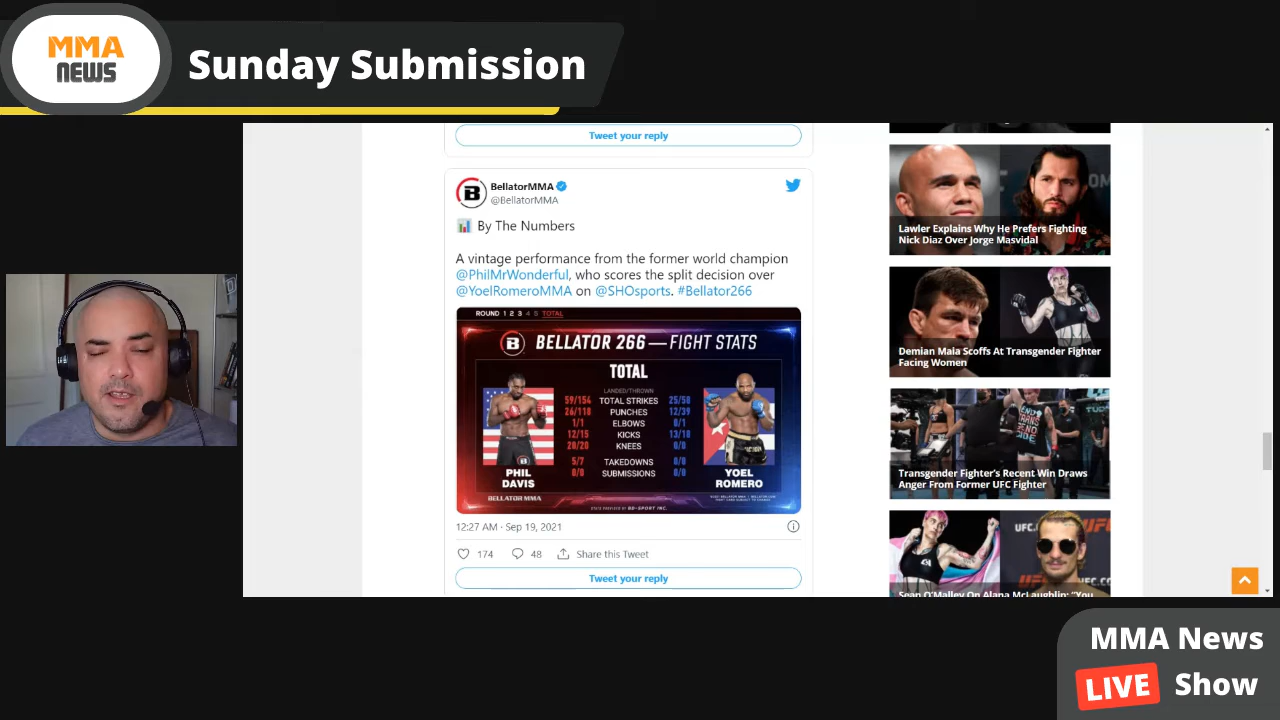 MMA
NEWS
Sunday Submission
Tweet your reply
BellatorMMA
@BellatorMMA
By The Numbers
A vintage performance from the former world champion
@PhilMrWonderful, who scores the split decision over
@YoelRomeroMMA on @SHOsports. #Bellator266
ROUND 1 2 3 4 5 TOTAL
B BELLATOR 266—FIGHT STATS
TOTAL
LANDED/THROWN
59/154 TOTAL STRIKES 25/58
26/118 PUNCHES 12/39
1/1 ELBOWS 0/1
12/15 KICKS 13/18
20/20 KNEES 0/0
5/7 TAKEDOWNS 0/0
0/0 SUBMISSIONS 0/0
PHIL
DAVIS
YOEL
ROMERO
BELLATOR MMA
12:27 AM · Sep 19, 2021
174 48 Share this Tweet
Tweet your reply
Lawler Explains Why He Prefers Fighting
Nick Diaz Over Jorge Masvidal
Demian Maia Scoffs At Transgender Fighter
Facing Women
Transgender Fighter's Recent Win Draws
Anger From Former UFC Fighter
Sean O'Malley On Alana McLaughlin: "You
MMA News
LIVE Show